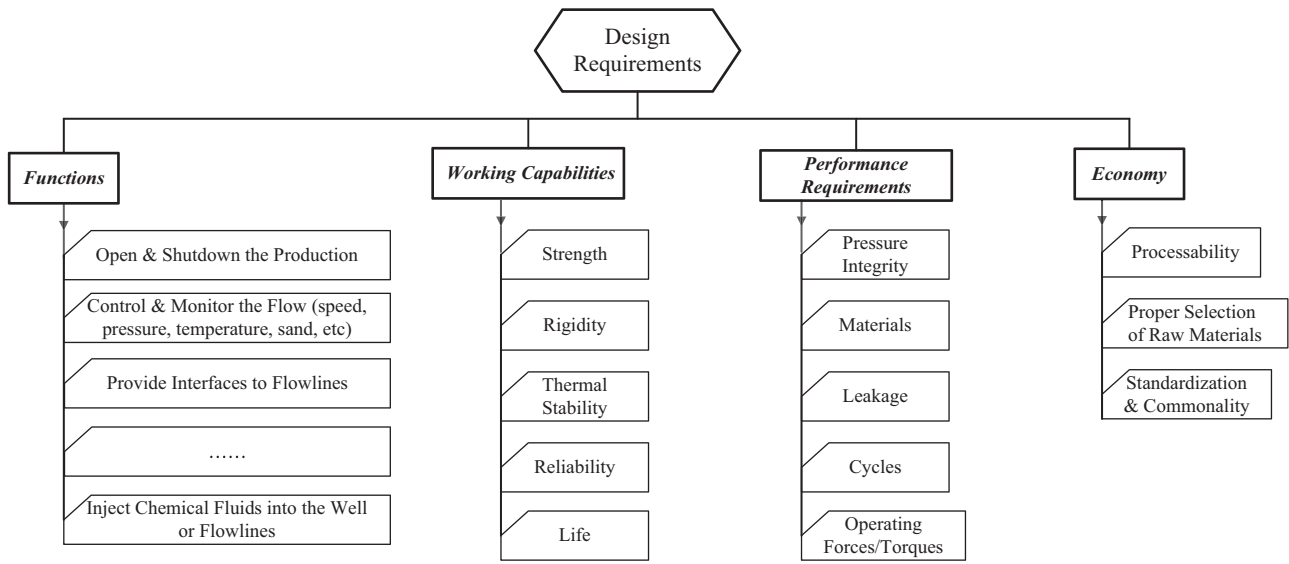 Design
Requirements
Functions
Working Capabilities
Performance
Requirements
Economy
Open & Shutdown the Production
Control & Monitor the Flow (speed,
pressure, temperature, sand, etc)
Provide Interfaces to Flowlines
……
Inject Chemical Fluids into the Well
or Flowlines
Strength
Rigidity
Thermal
Stability
Reliability
Life
Pressure
Integrity
Materials
Leakage
Cycles
Operating
Forces/Torques
Processability
Proper Selection
of Raw Materials
Standardization
& Commonality